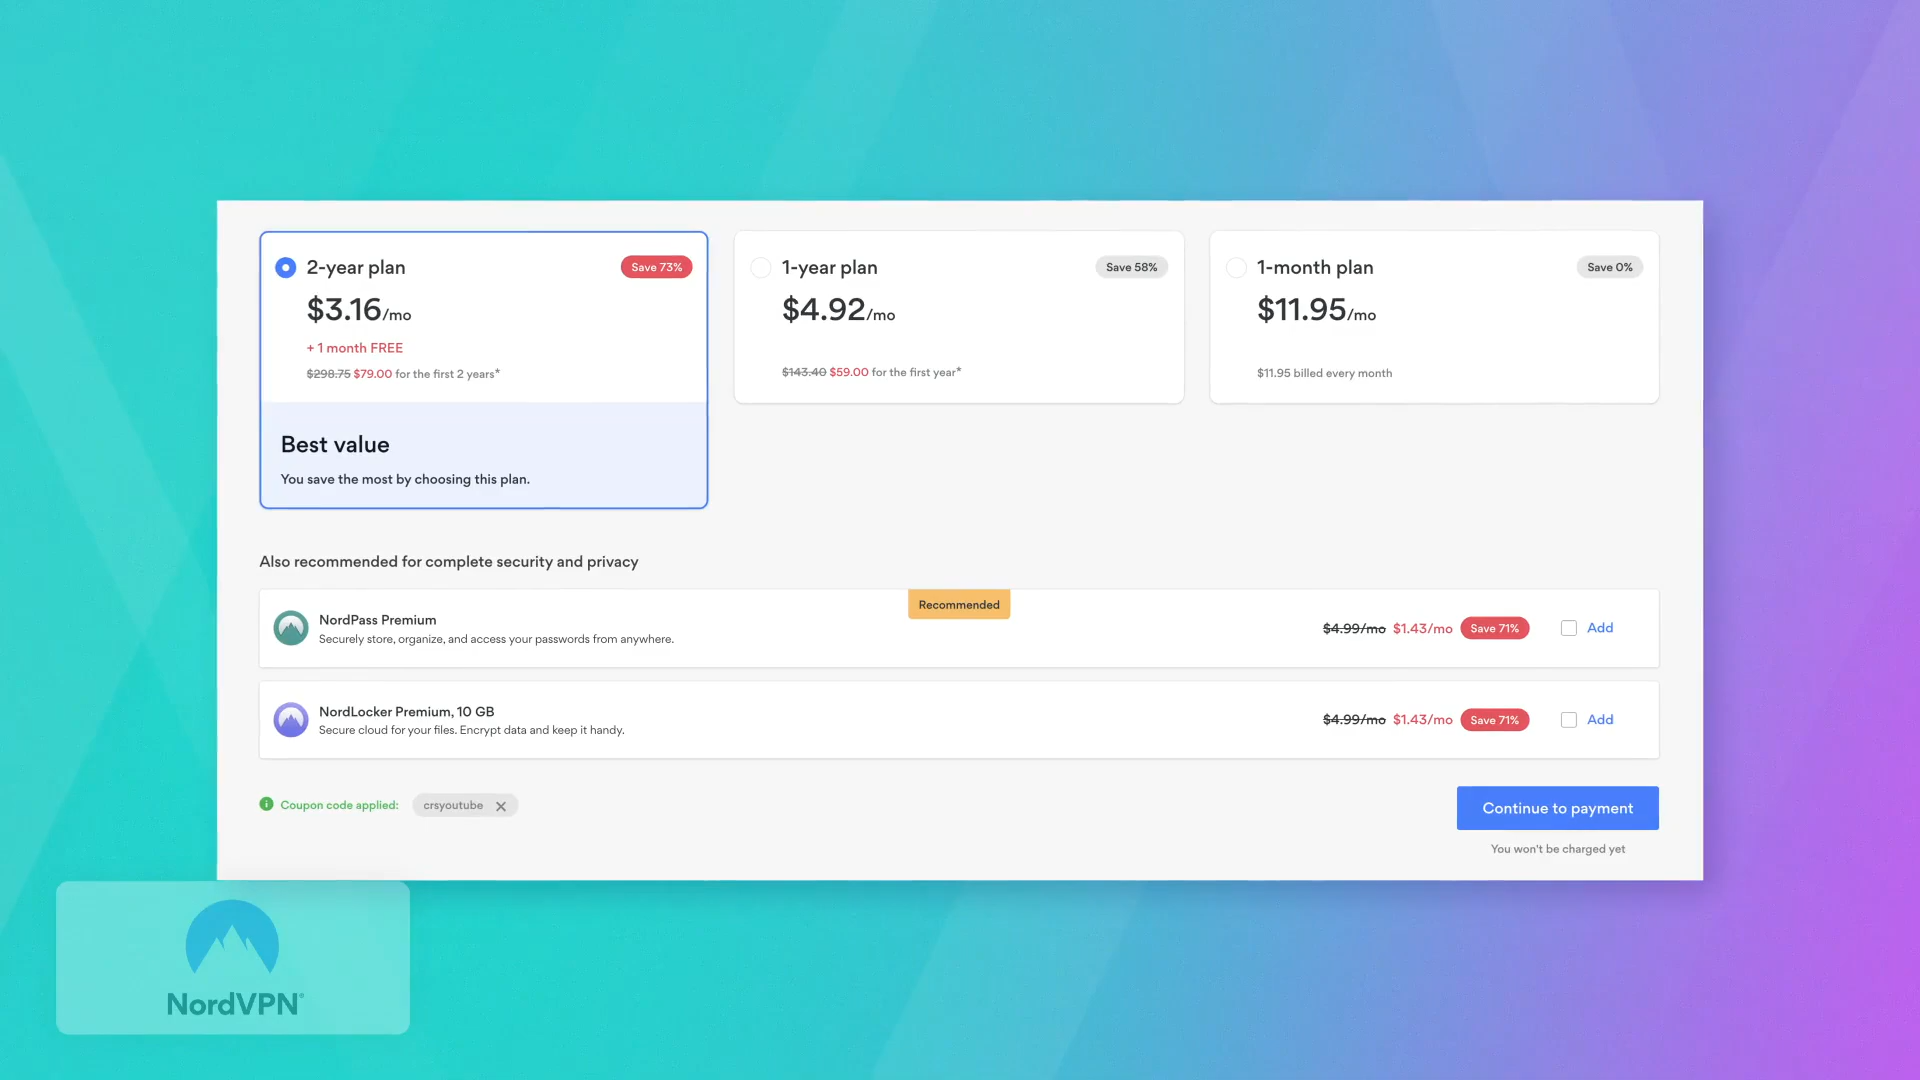 2-year plan
Save 73%
$3.16/mo
+ 1 month FREE
$298.75 $79.00 for the first 2 years*
Best value
You save the most by choosing this plan.
1-year plan
Save 58%
$4.92/mo
$143.40 $59.00 for the first year*
1-month plan
Save 0%
$11.95/mo
$11.95 billed every month
Also recommended for complete security and privacy
Recommended
NordPass Premium
Securely store, organize, and access your passwords from anywhere.
$4.99/mo $1.43/mo Save 71% Add
NordLocker Premium, 10 GB
Secure cloud for your files. Encrypt data and keep it handy.
$4.99/mo $1.43/mo Save 71% Add
Coupon code applied: crsyoutube
Continue to payment
You won't be charged yet
NordVPN®